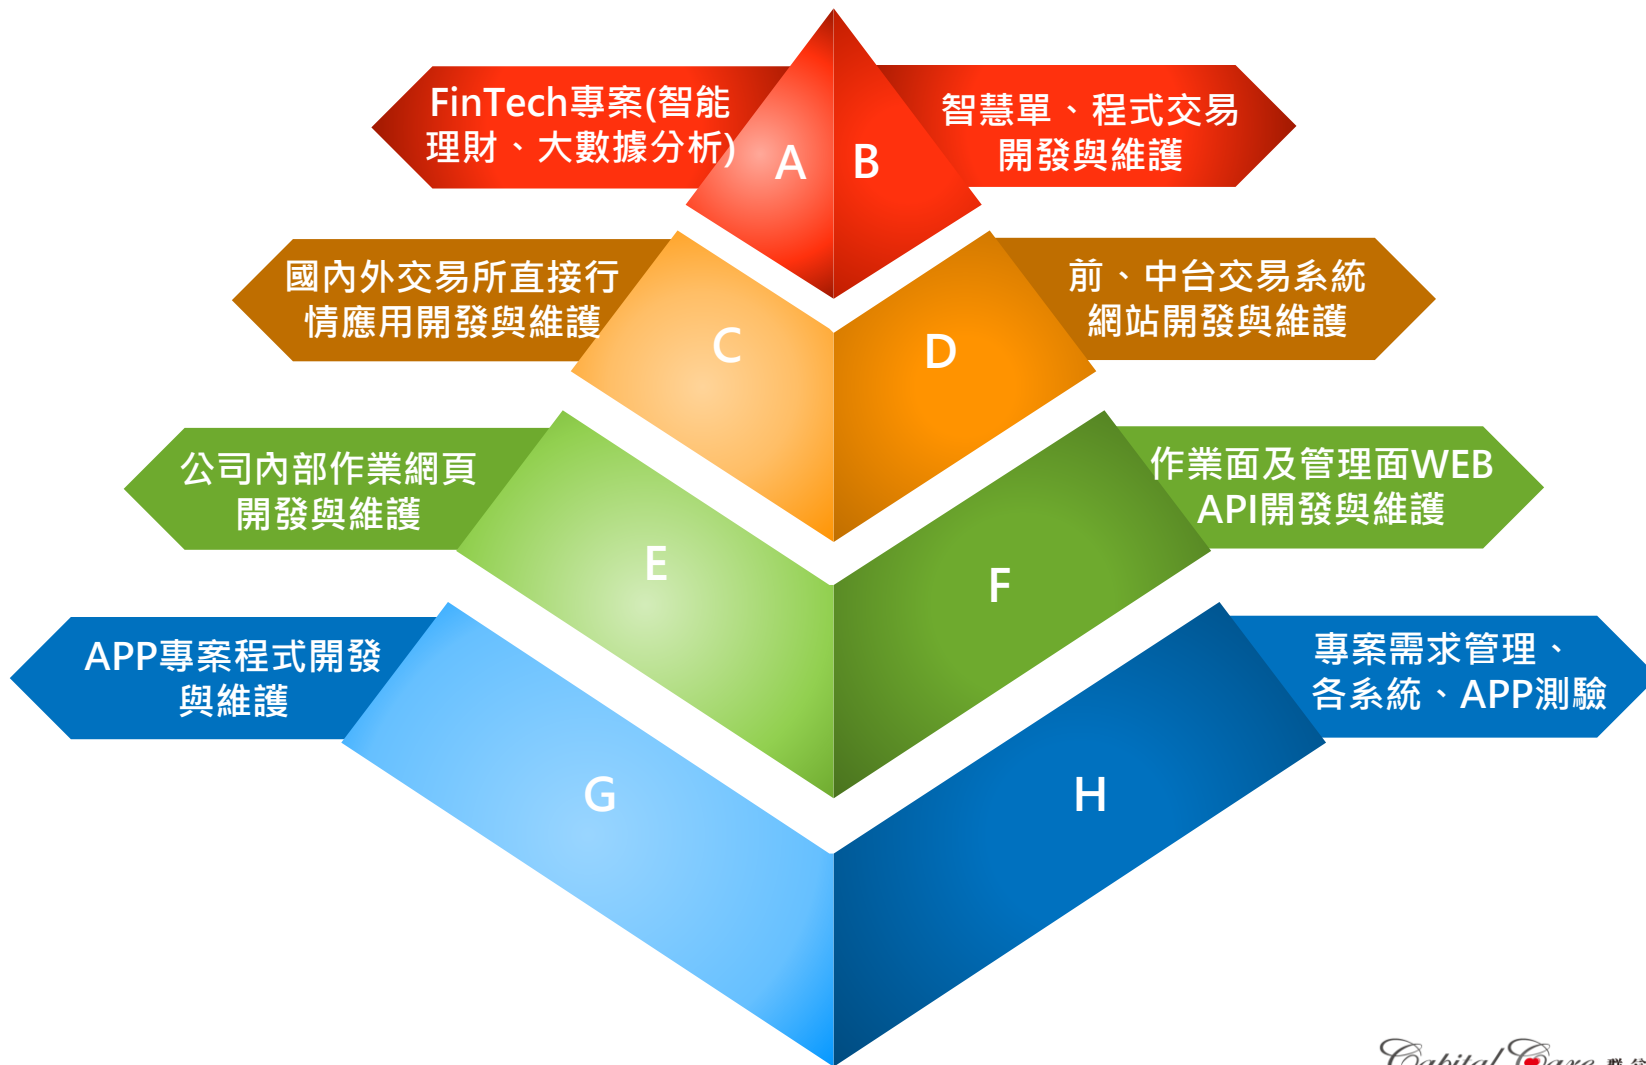 FinTech專案(智能
理財、大數據分析)
A
B
智慧單、程式交易
開發與維護
國內外交易所直接行
情應用開發與維護
C
D
前、中台交易系統
網站開發與維護
公司內部作業網頁
開發與維護
E
F
作業面及管理面WEB
API開發與維護
APP專案程式開發
與維護
G
H
專案需求管理、
各系統、APP測驗
Capital Care